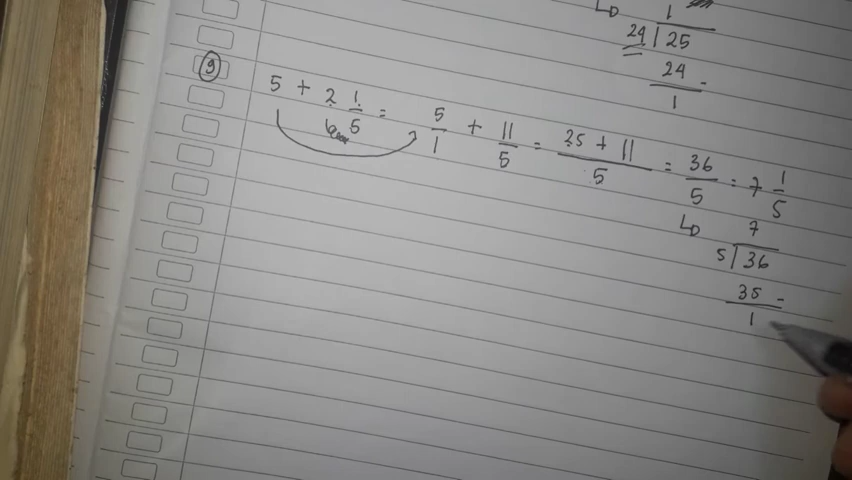 1
24 | 25
24 -
1
9
5 + 2 1/5 = 5/1 + 11/5 = 25 + 11/5 = 36/5 = 7 1/5
7
5 | 36
35 -
1